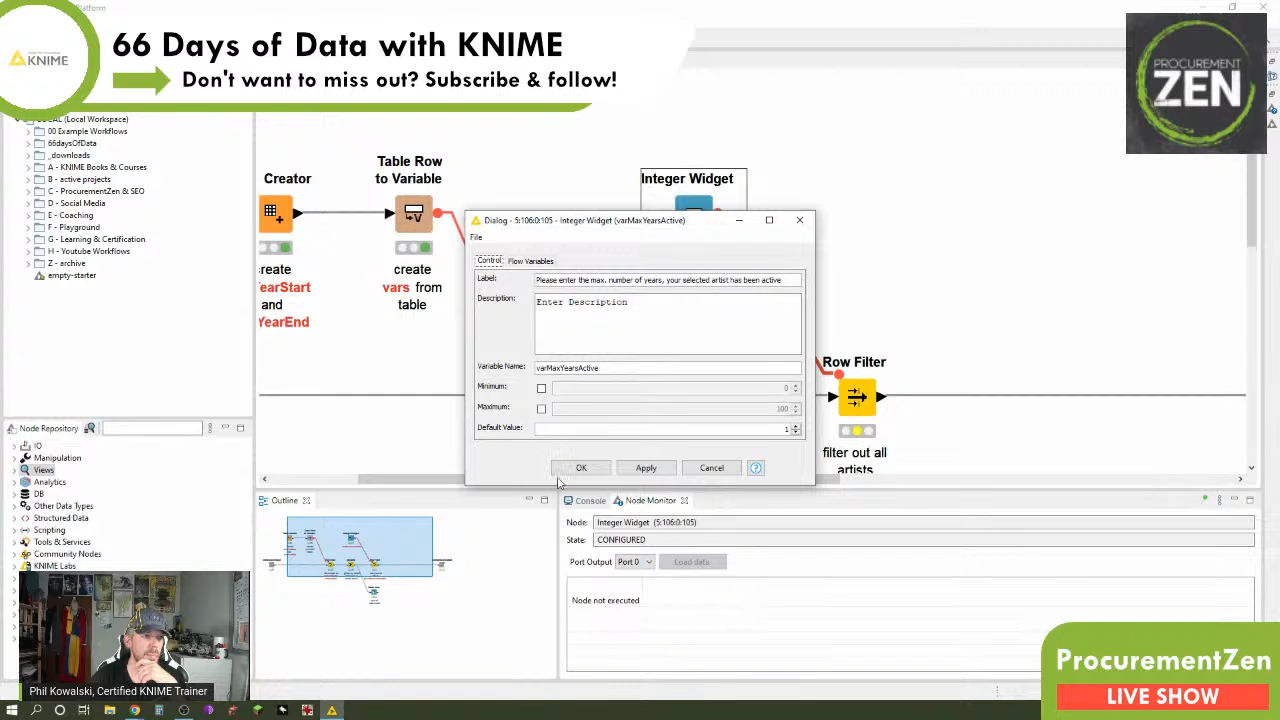 Platform
66 Days of Data with KNIME
Don't want to miss out? Subscribe & follow!
KNIME
PROCUREMENT
ZEN
LOCAL (Local Workspace)
00 Example Workflows
66daysOfData
_downloads
A - KNIME Books & Courses
B - active projects
C - ProcurementZen & SEO
D - Social Media
E - Coaching
F - Playground
G - Learning & Certification
H - Youtube Workflows
Z - archive
empty-starter
Creator
create
YearStart
and
YearEnd
Table Row
to Variable
create
vars from
table
Integer Widget
Row Filter
filter out all
artists
Dialog - 5:106:0:105 - Integer Widget (varMaxYearsActive)
File
Control
Flow Variables
Label:
Please enter the max. number of years, your selected artist has been active
Description:
Enter Description
Variable Name:
varMaxYearsActive
Minimum:
0
Maximum:
100
Default Value:
1
OK
Apply
Cancel
Node Repository
IO
Manipulation
Views
Analytics
DB
Other Data Types
Structured Data
Scripting
Tools & Services
Community Nodes
KNIME Labs
Outline
Console
Node Monitor
Node:
Integer Widget (5:106:0:105)
State:
CONFIGURED
Port Output
Port 0
Load data
Node not executed
Phil Kowalski, Certified KNIME Trainer
ProcurementZen
LIVE SHOW